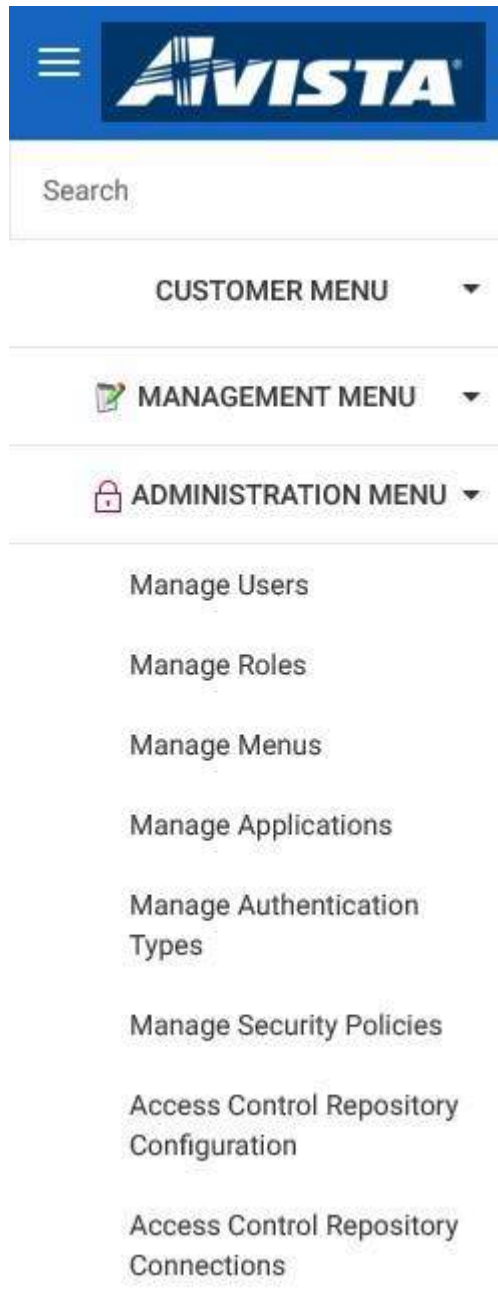 AVISTA®
Search
CUSTOMER MENU
MANAGEMENT MENU
ADMINISTRATION MENU
Manage Users
Manage Roles
Manage Menus
Manage Applications
Manage Authentication
Types
Manage Security Policies
Access Control Repository
Configuration
Access Control Repository
Connections